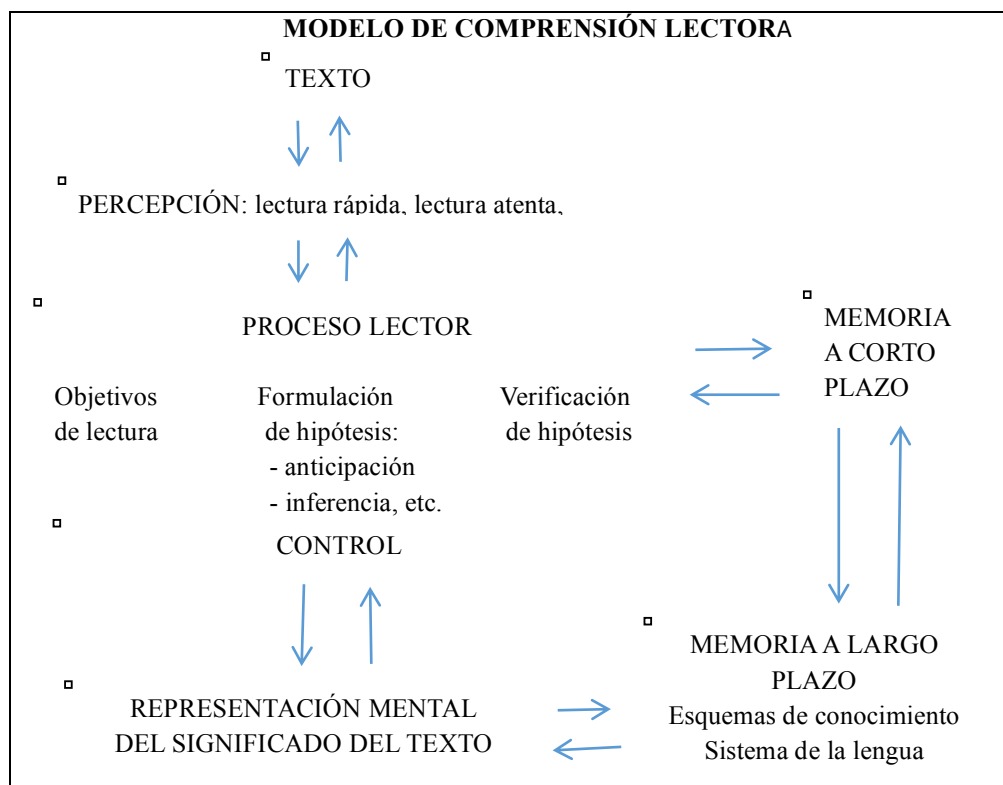 MODELO DE COMPRENSIÓN LECTORA
TEXTO
PERCEPCIÓN: lectura rápida, lectura atenta,
PROCESO LECTOR
Objetivos
de lectura
Formulación
de hipótesis:
- anticipación
- inferencia, etc.
Verificación
de hipótesis
MEMORIA
A CORTO
PLAZO
CONTROL
REPRESENTACIÓN MENTAL
DEL SIGNIFICADO DEL TEXTO
MEMORIA A LARGO
PLAZO
Esquemas de conocimiento
Sistema de la lengua